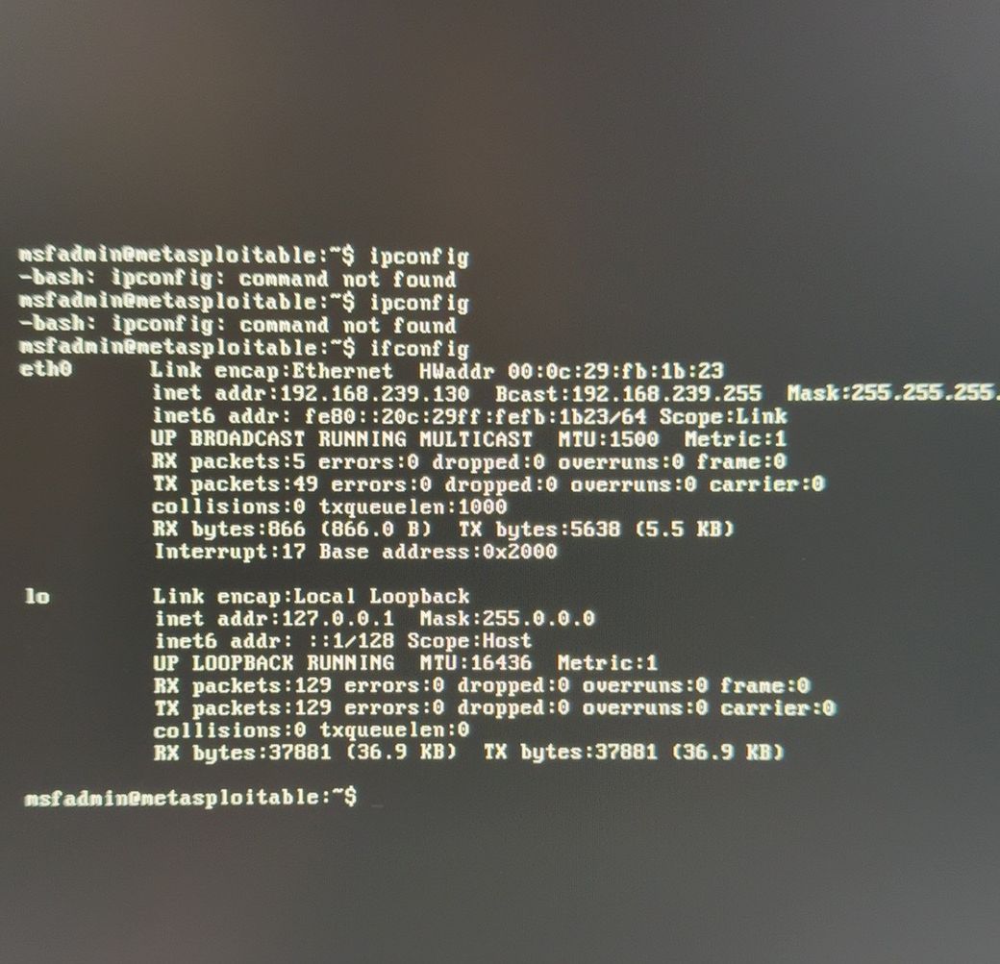 msfadmin@metasploitable:~$ ipconfig
-bash: ipconfig: command not found
msfadmin@metasploitable:~$ ipconfig
-bash: ipconfig: command not found
msfadmin@metasploitable:~$ ifconfig
eth0 Link encap:Ethernet HWaddr 00:0c:29:fb:1b:23
inet addr:192.168.239.130 Bcast:192.168.239.255 Mask:255.255.255.
inet6 addr: fe80::20c:29ff:fefb:1b23/64 Scope:Link
UP BROADCAST RUNNING MULTICAST MTU:1500 Metric:1
RX packets:5 errors:0 dropped:0 overruns:0 frame:0
TX packets:49 errors:0 dropped:0 overruns:0 carrier:0
collisions:0 txqueuelen:1000
RX bytes:866 (866.0 B) TX bytes:5638 (5.5 KB)
Interrupt:17 Base address:0x2000
lo Link encap:Local Loopback
inet addr:127.0.0.1 Mask:255.0.0.0
inet6 addr: ::1/128 Scope:Host
UP LOOPBACK RUNNING MTU:16436 Metric:1
RX packets:129 errors:0 dropped:0 overruns:0 frame:0
TX packets:129 errors:0 dropped:0 overruns:0 carrier:0
collisions:0 txqueuelen:0
RX bytes:37881 (36.9 KB) TX bytes:37881 (36.9 KB)
msfadmin@metasploitable:~$ _